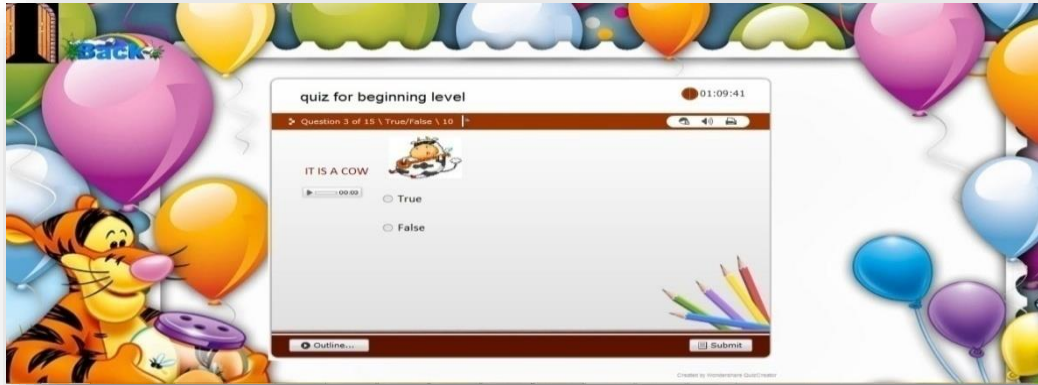 Back
quiz for beginning level
01:09:41
Question 3 of 15 \ True/False \ 10
IT IS A COW
00:00
True
False
Outline...
Submit
Created by Wondershare QuizCreator